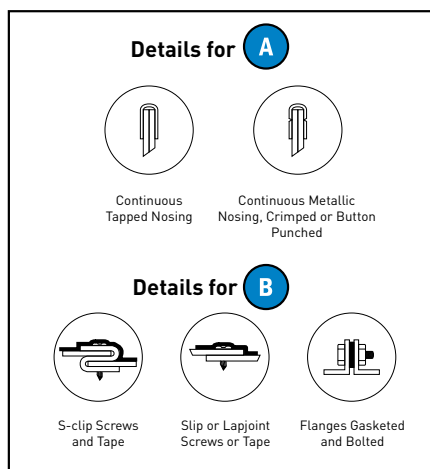 Details for A
Continuous
Tapped Nosing
Continuous Metallic
Nosing, Crimped or Button
Punched
Details for B
S-clip Screws
and Tape
Slip or Lapjoint
Screws or Tape
Flanges Gasketed
and Bolted